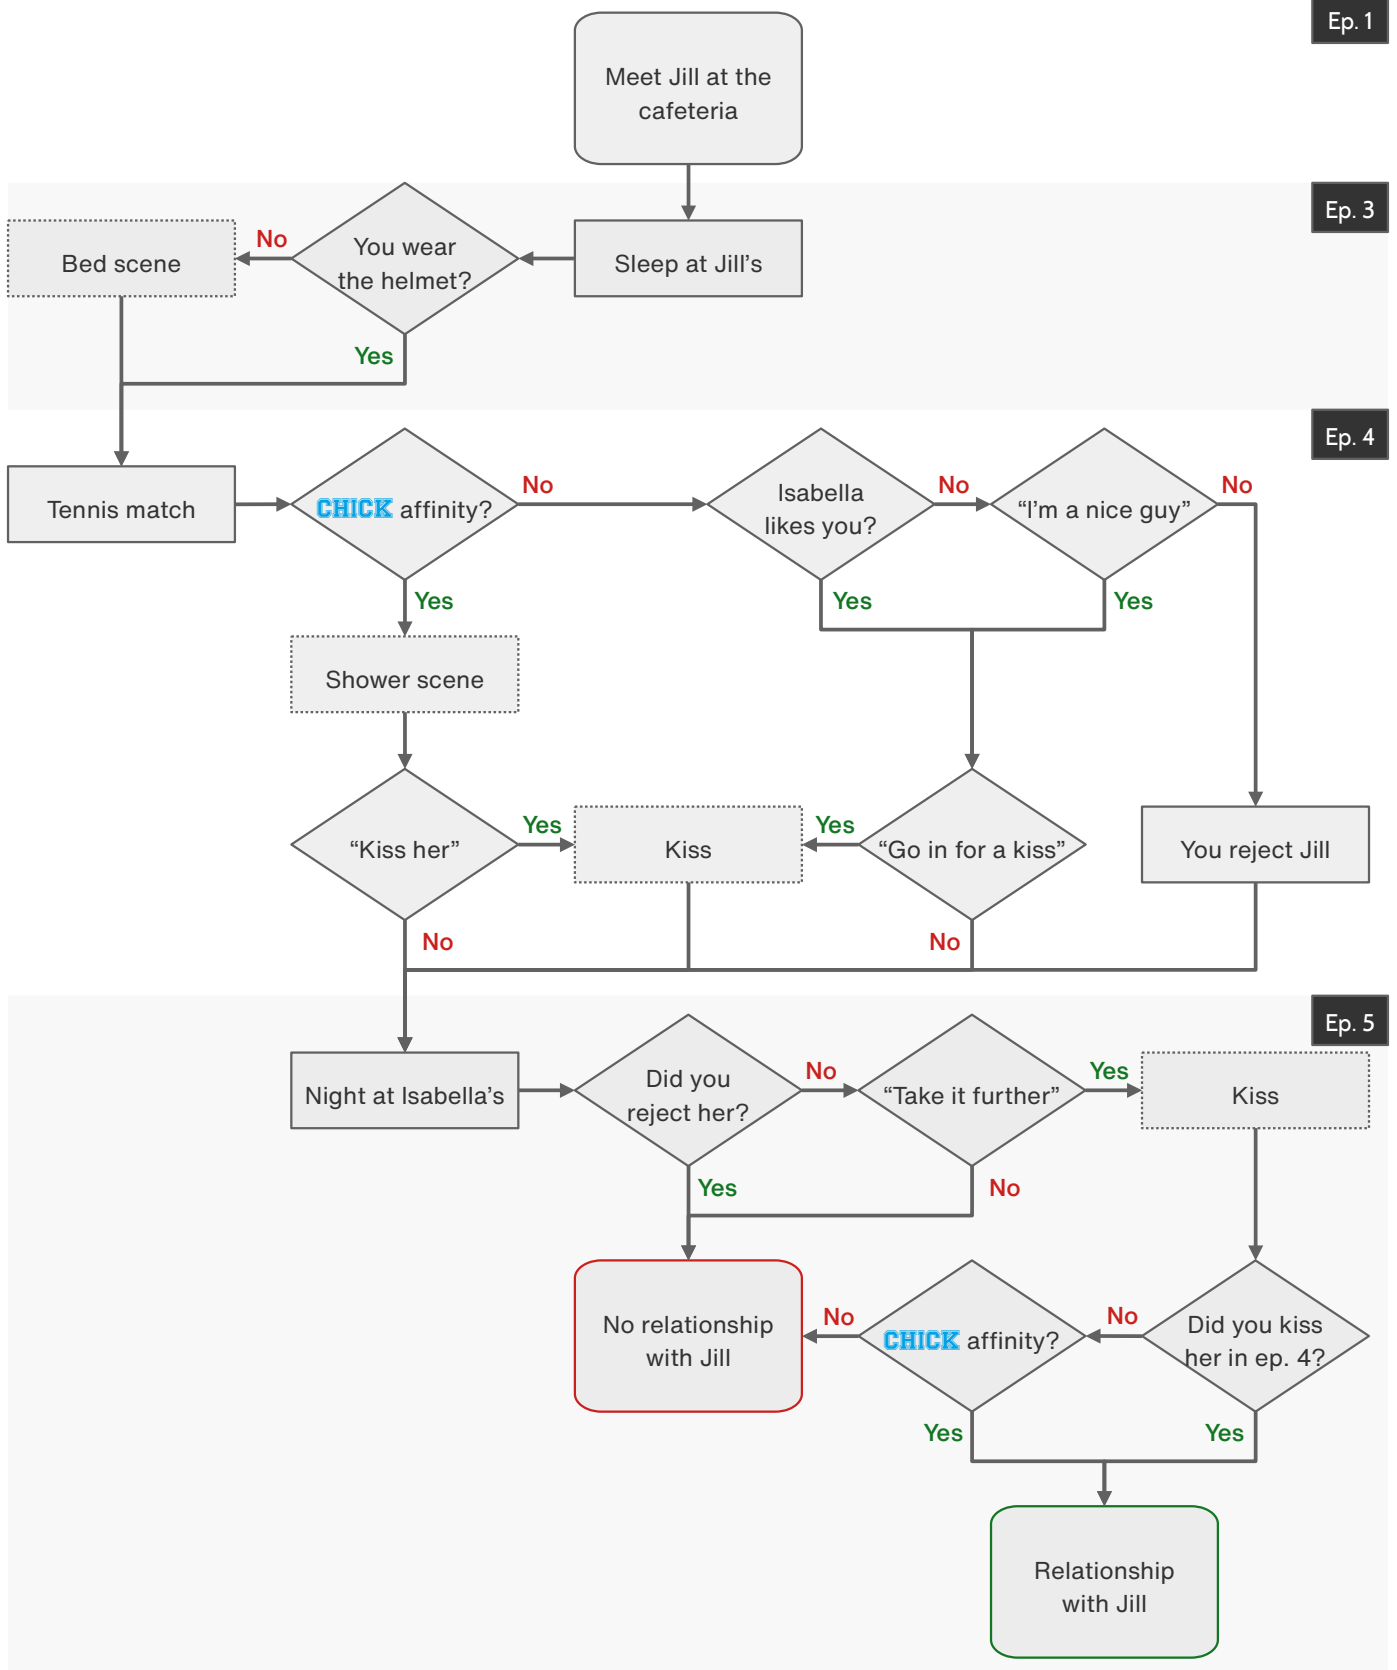 Ep. 1
Meet Jill at the
cafeteria
Ep. 3
Bed scene
No
You wear
the helmet?
Sleep at Jill's
Yes
Ep. 4
Tennis match
CHICK affinity?
No
Isabella
likes you?
No
“I'm a nice guy”
No
Yes
Yes
Yes
Shower scene
“Kiss her”
Yes
Kiss
Yes
“Go in for a kiss”
You reject Jill
No
No
Ep. 5
Night at Isabella's
Did you
reject her?
No
“Take it further”
Yes
Kiss
Yes
No
No relationship
with Jill
No
CHICK affinity?
No
Did you kiss
her in ep. 4?
Yes
Yes
Relationship
with Jill